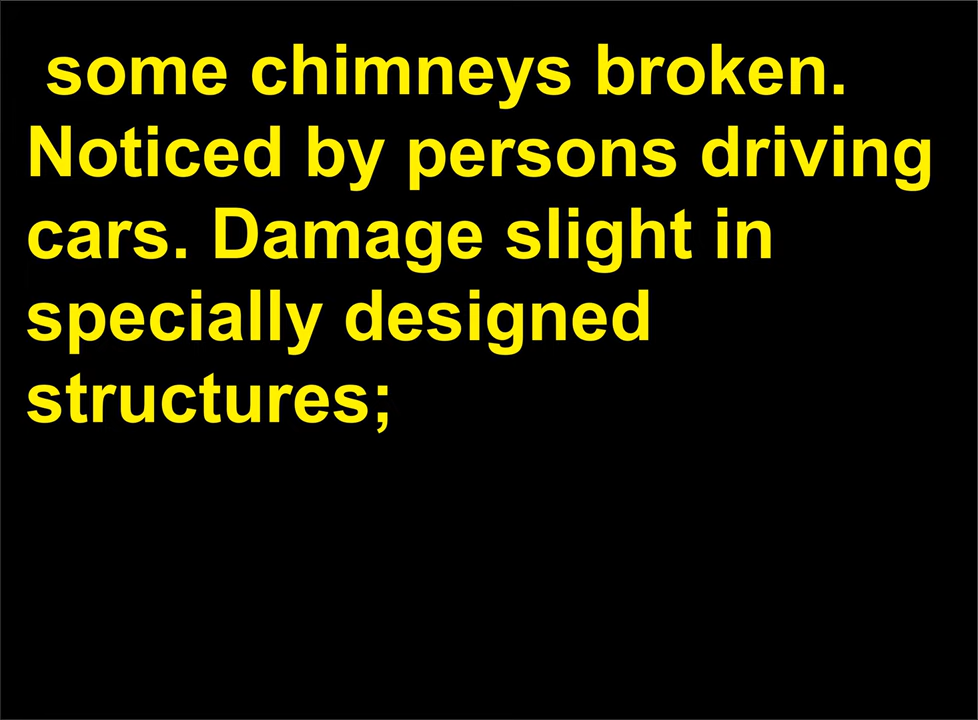 some chimneys broken.
Noticed by persons driving
cars. Damage slight in
specially designed
structures;